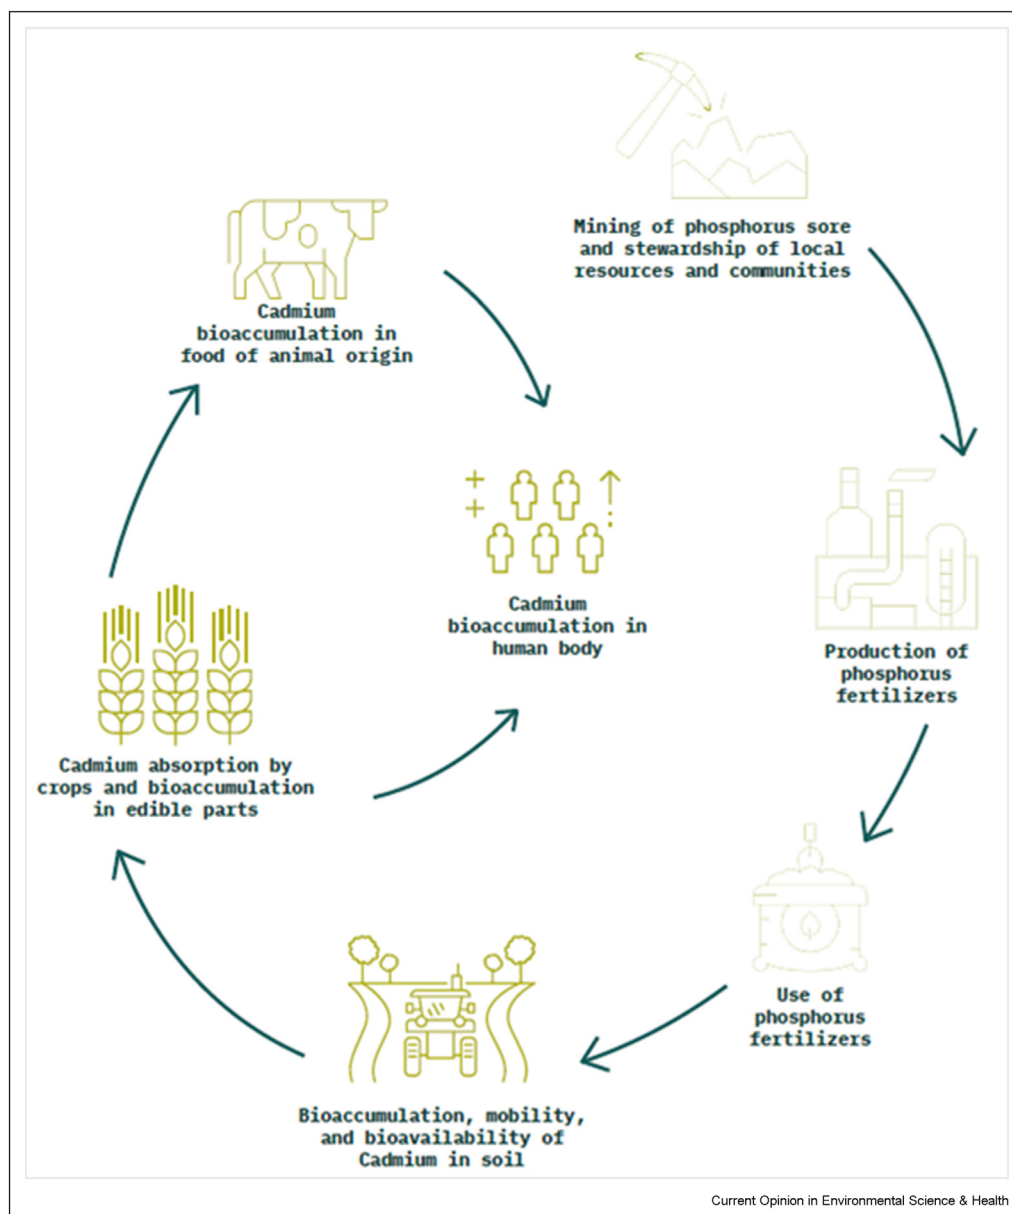 Mining of phosphorus sore
and stewardship of local
resources and communities
Production of
phosphorus
fertilizers
Use of
phosphorus
fertilizers
Bioaccumulation, mobility,
and bioavailability of
Cadmium in soil
Cadmium absorption by
crops and bioaccumulation
in edible parts
Cadmium
bioaccumulation in
food of animal origin
Cadmium
bioaccumulation in
human body
Current Opinion in Environmental Science & Health